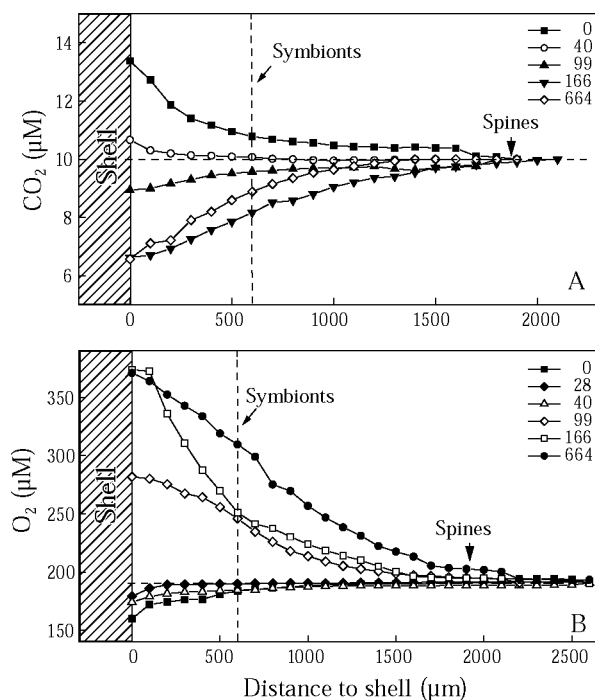 14
12
10
8
6
CO₂ (µM)
Shell
Symbionts
Spines
0
40
99
166
664
A
0 500 1000 1500 2000
350
300
250
200
150
O₂ (µM)
Shell
Symbionts
Spines
0
28
40
99
166
664
B
0 500 1000 1500 2000 2500
Distance to shell (µm)